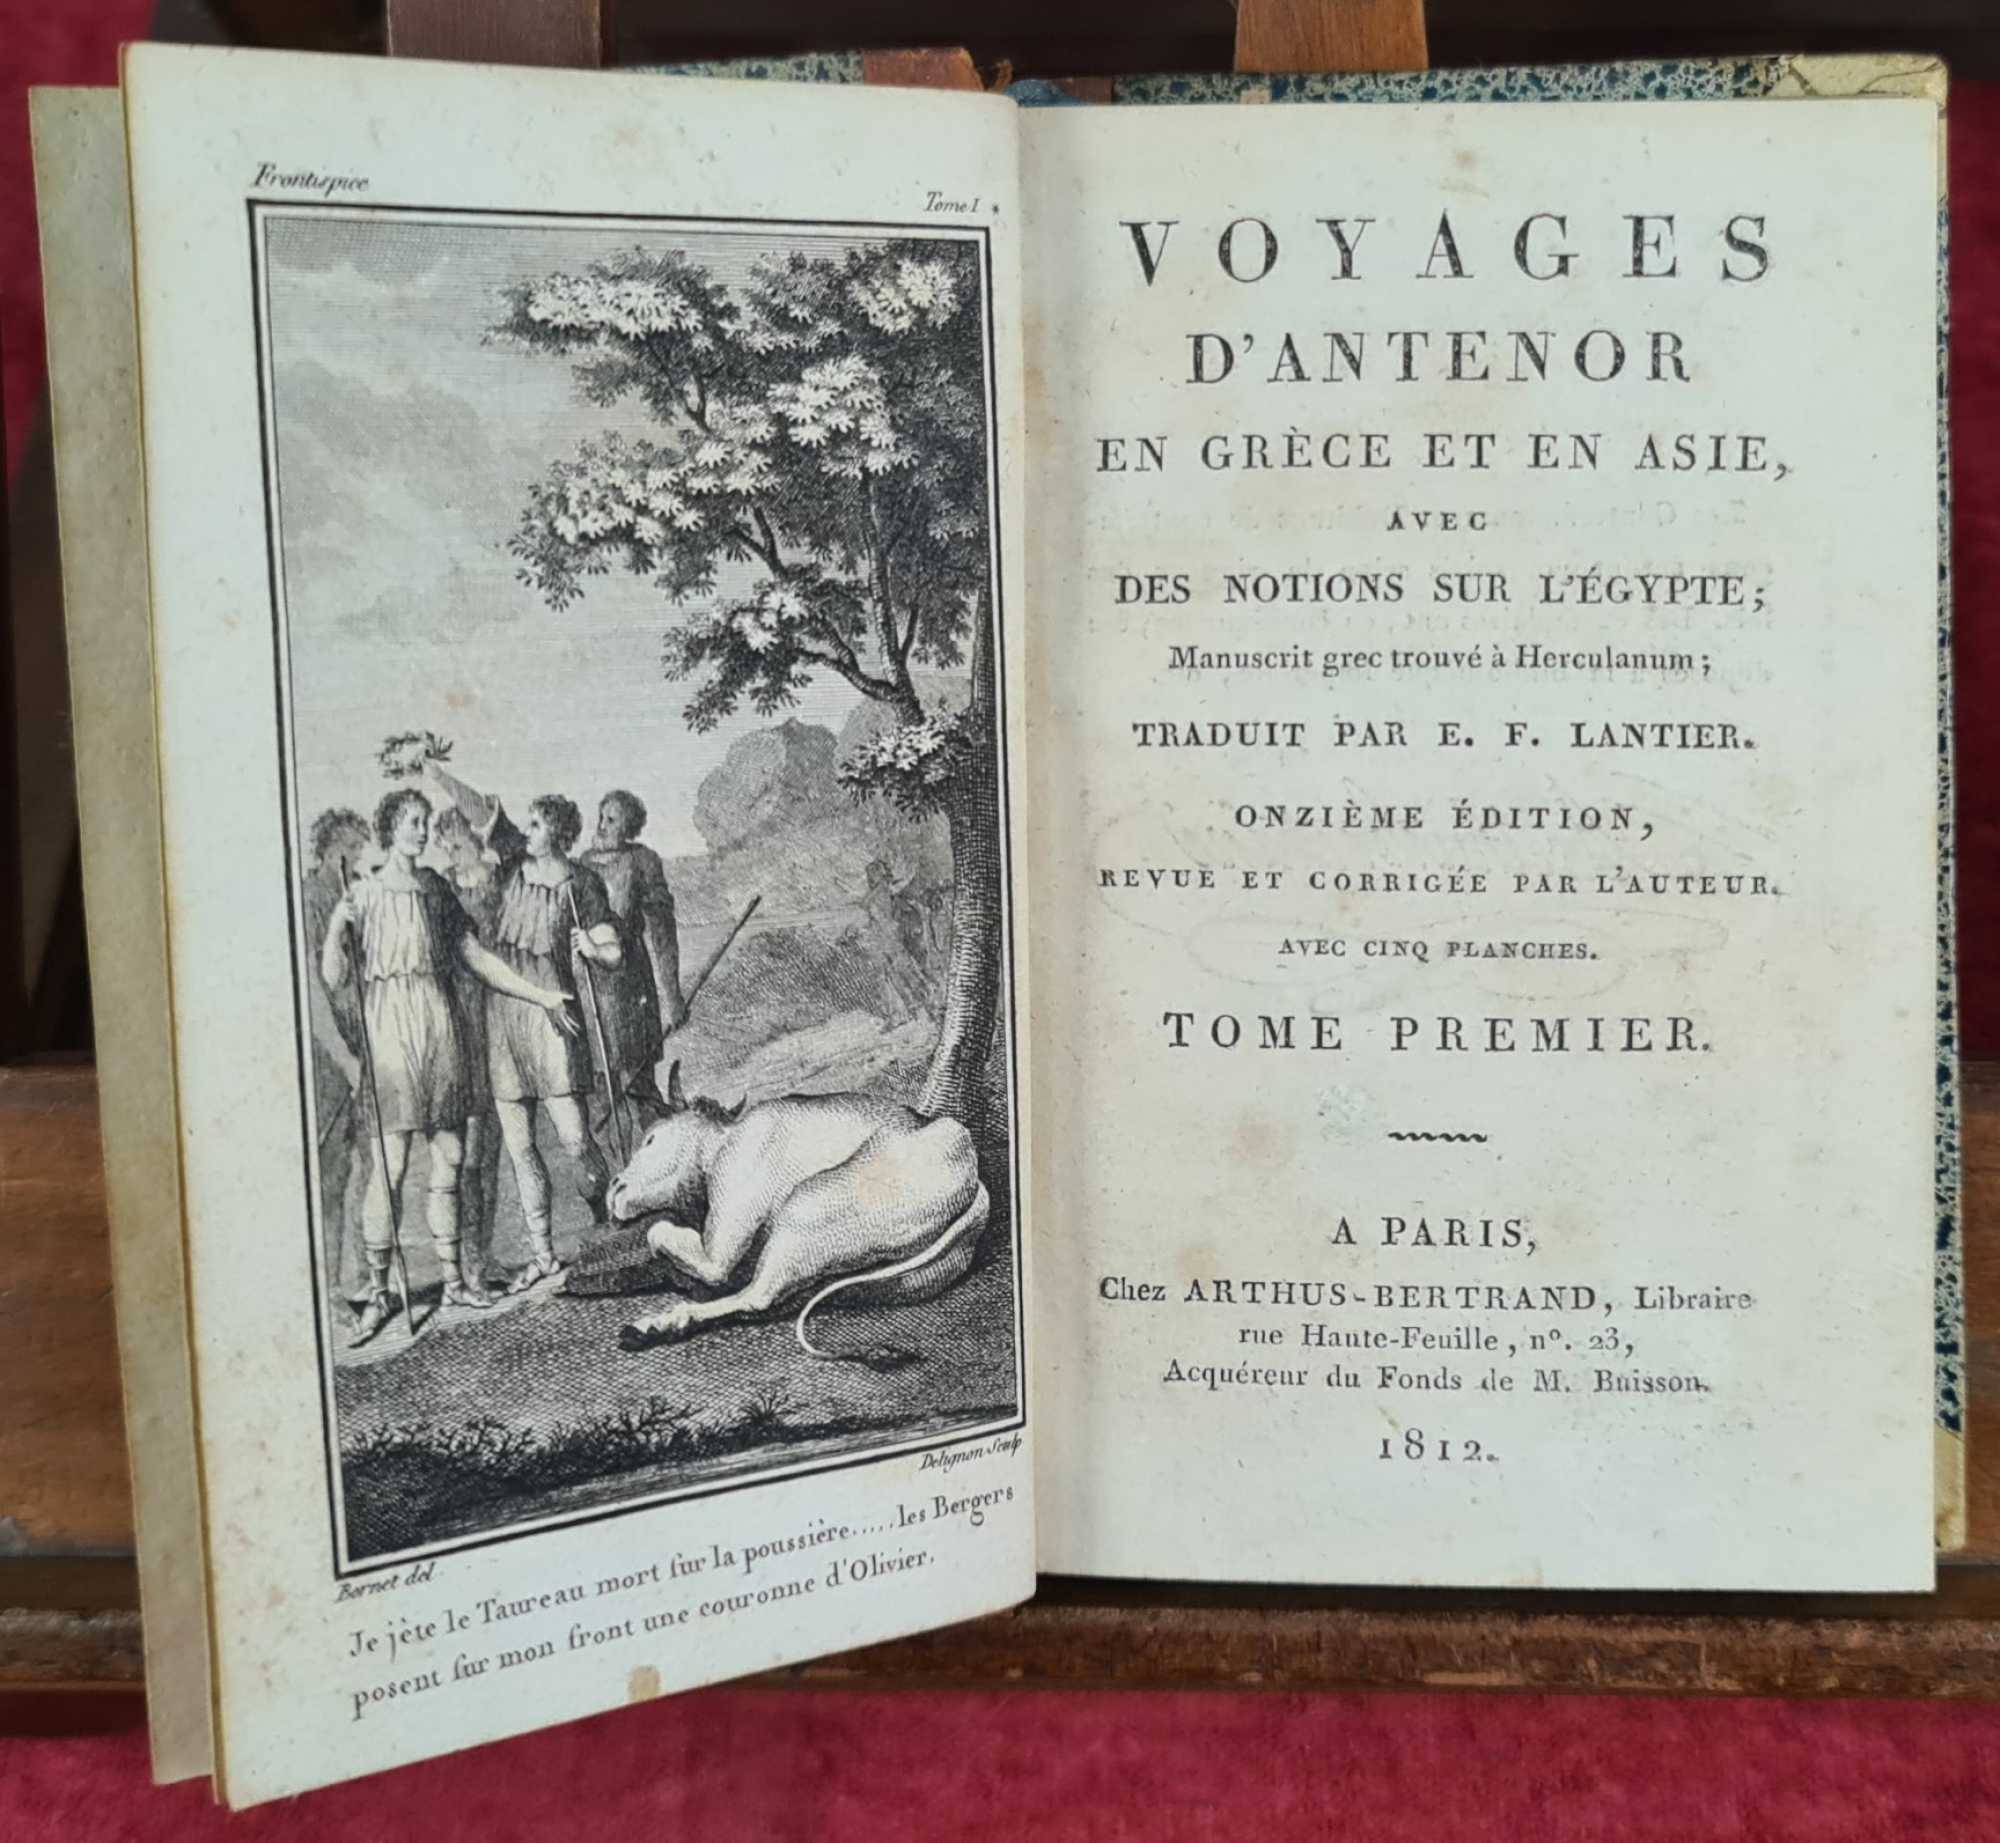 Frontispice
Tome I
Bornet del.
Delignon Sculp
Je jète le Taureau mort ſur la poussière.....les Bergers
posent ſur mon front une couronne d'Olivier.
VOYAGES
D'ANTENOR
EN GRÈCE ET EN ASIE,
AVEC
DES NOTIONS SUR L'ÉGYPTE;
Manuscrit grec trouvé à Herculanum;
TRADUIT PAR E. F. LANTIER.
ONZIÈME ÉDITION,
REVUE ET CORRIGÉE PAR L'AUTEUR.
AVEC CINQ PLANCHES.
TOME PREMIER.
A PARIS,
Chez ARTHUS-BERTRAND, Libraire
rue Haute-Feuille, nº. 23,
Acquéreur du Fonds de M. Buisson.
1812.